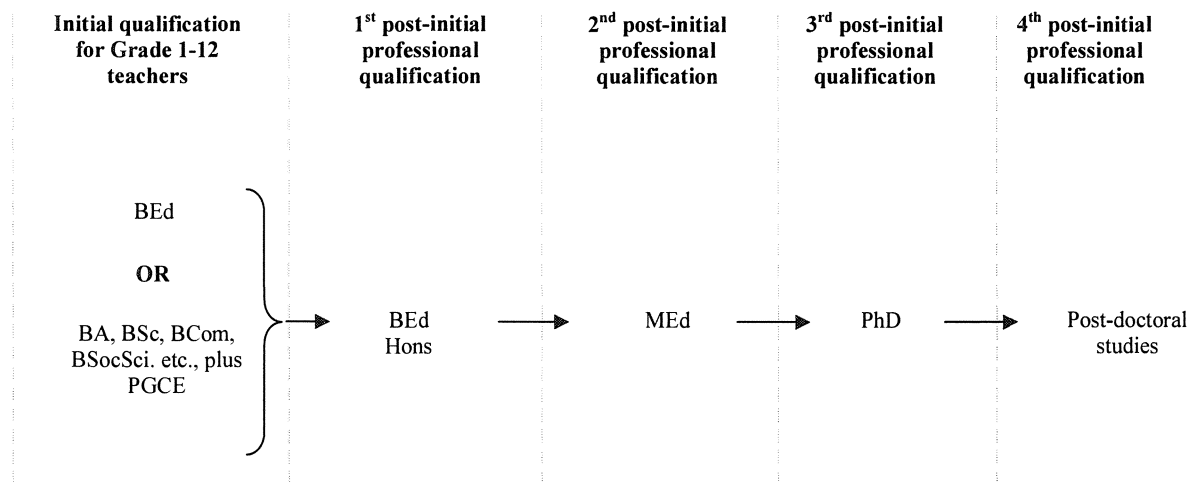 Initial qualification
for Grade 1-12
teachers
1st post-initial
professional
qualification
2nd post-initial
professional
qualification
3rd post-initial
professional
qualification
4th post-initial
professional
qualification
BEd
OR
BA, BSc, BCom,
BSocSci. etc., plus
PGCE
BEd
Hons
MEd
PhD
Post-doctoral
studies